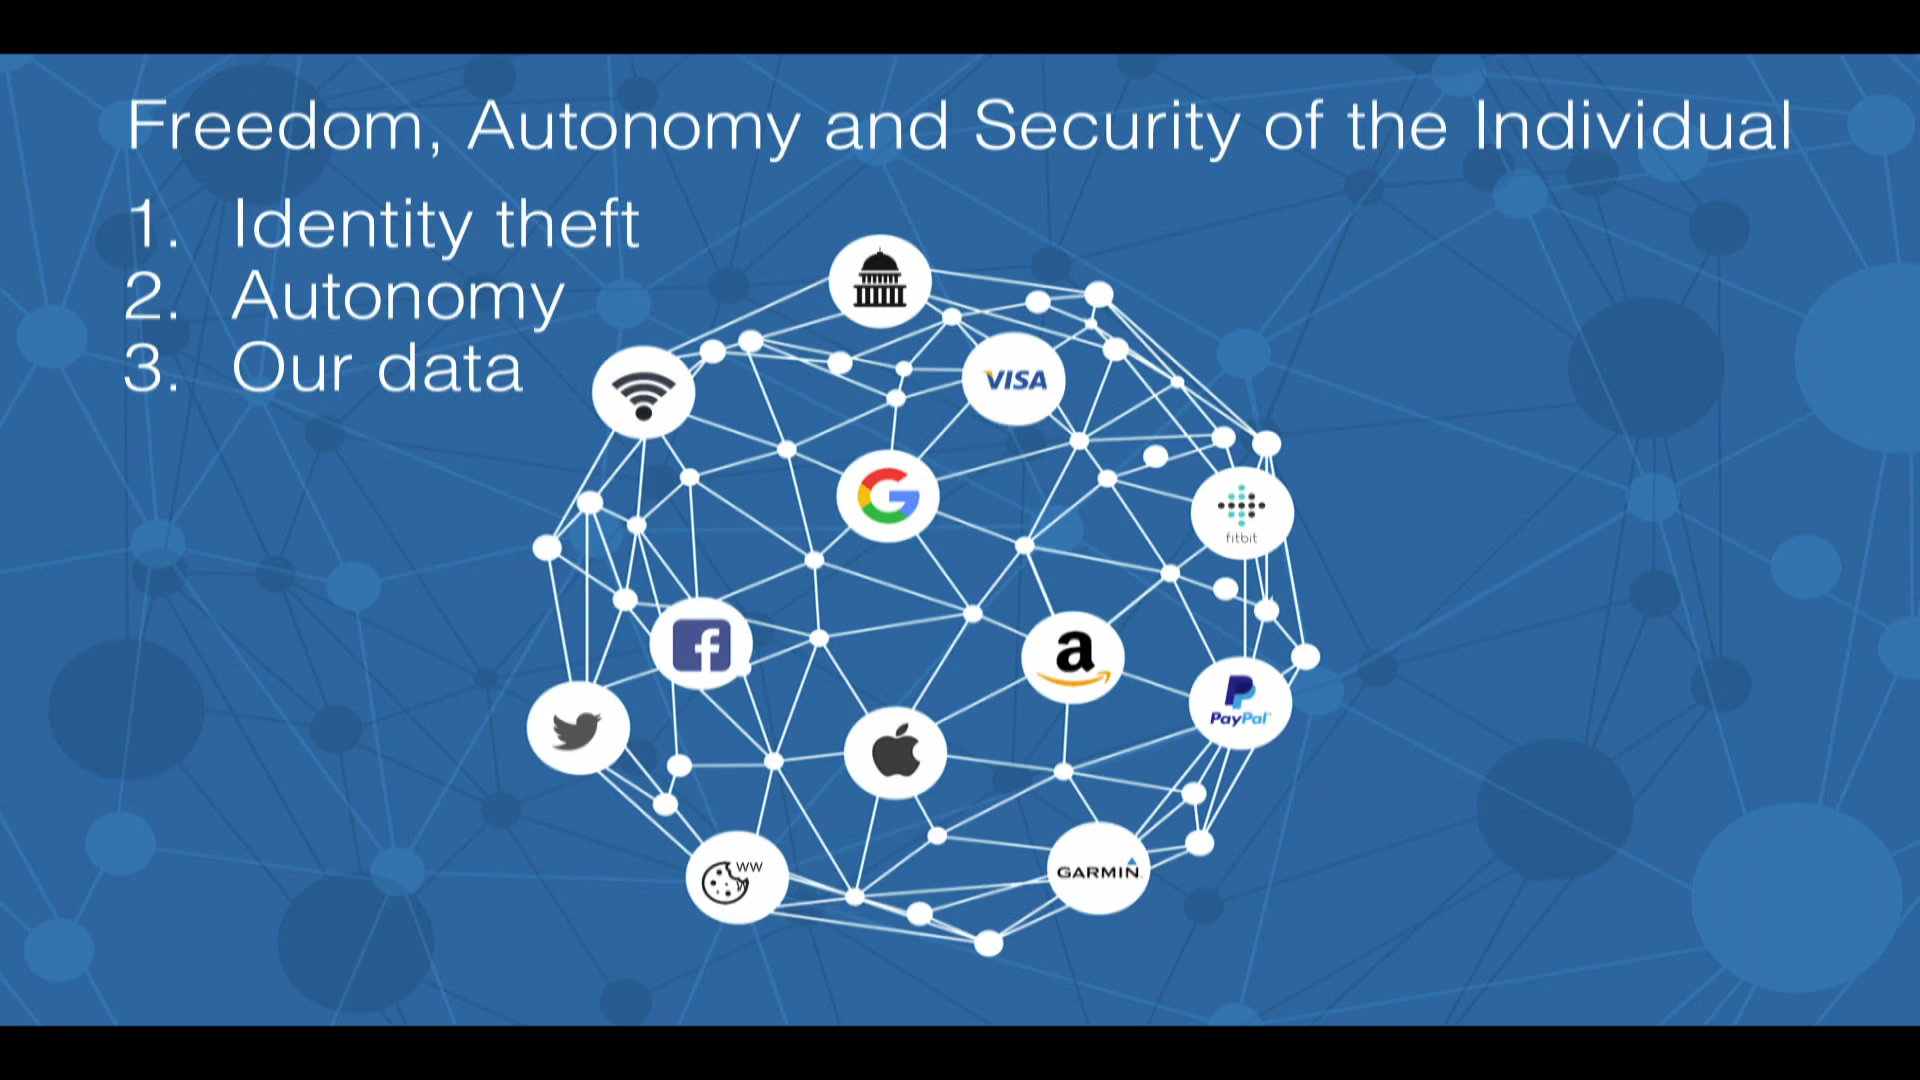 Freedom, Autonomy and Security of the Individual
1. Identity theft
2. Autonomy
3. Our data
VISA
fitbit
a
PayPal
GARMIN
WW